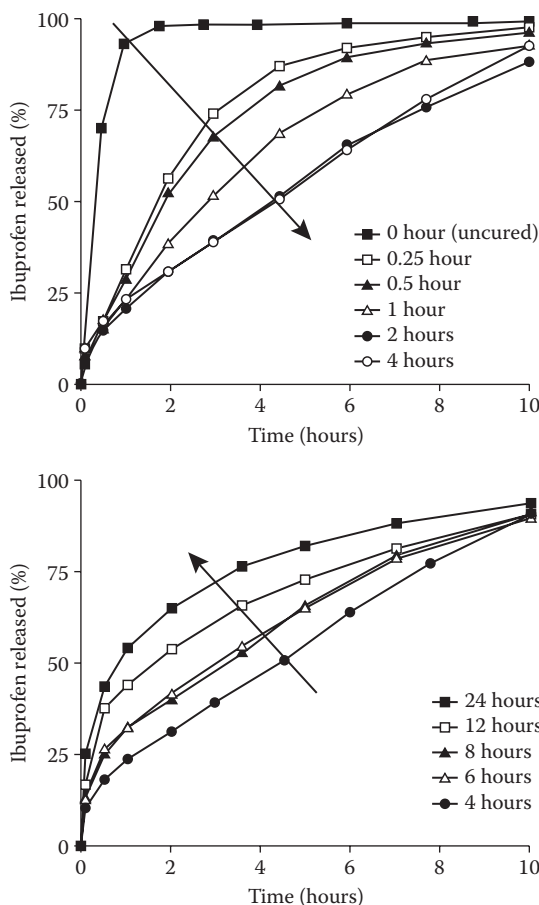 100
75
50
25
0
Ibuprofen released (%)
0 hour (uncured)
0.25 hour
0.5 hour
1 hour
2 hours
4 hours
0 2 4 6 8 10
Time (hours)
100
75
50
25
0
Ibuprofen released (%)
24 hours
12 hours
8 hours
6 hours
4 hours
0 2 4 6 8 10
Time (hours)